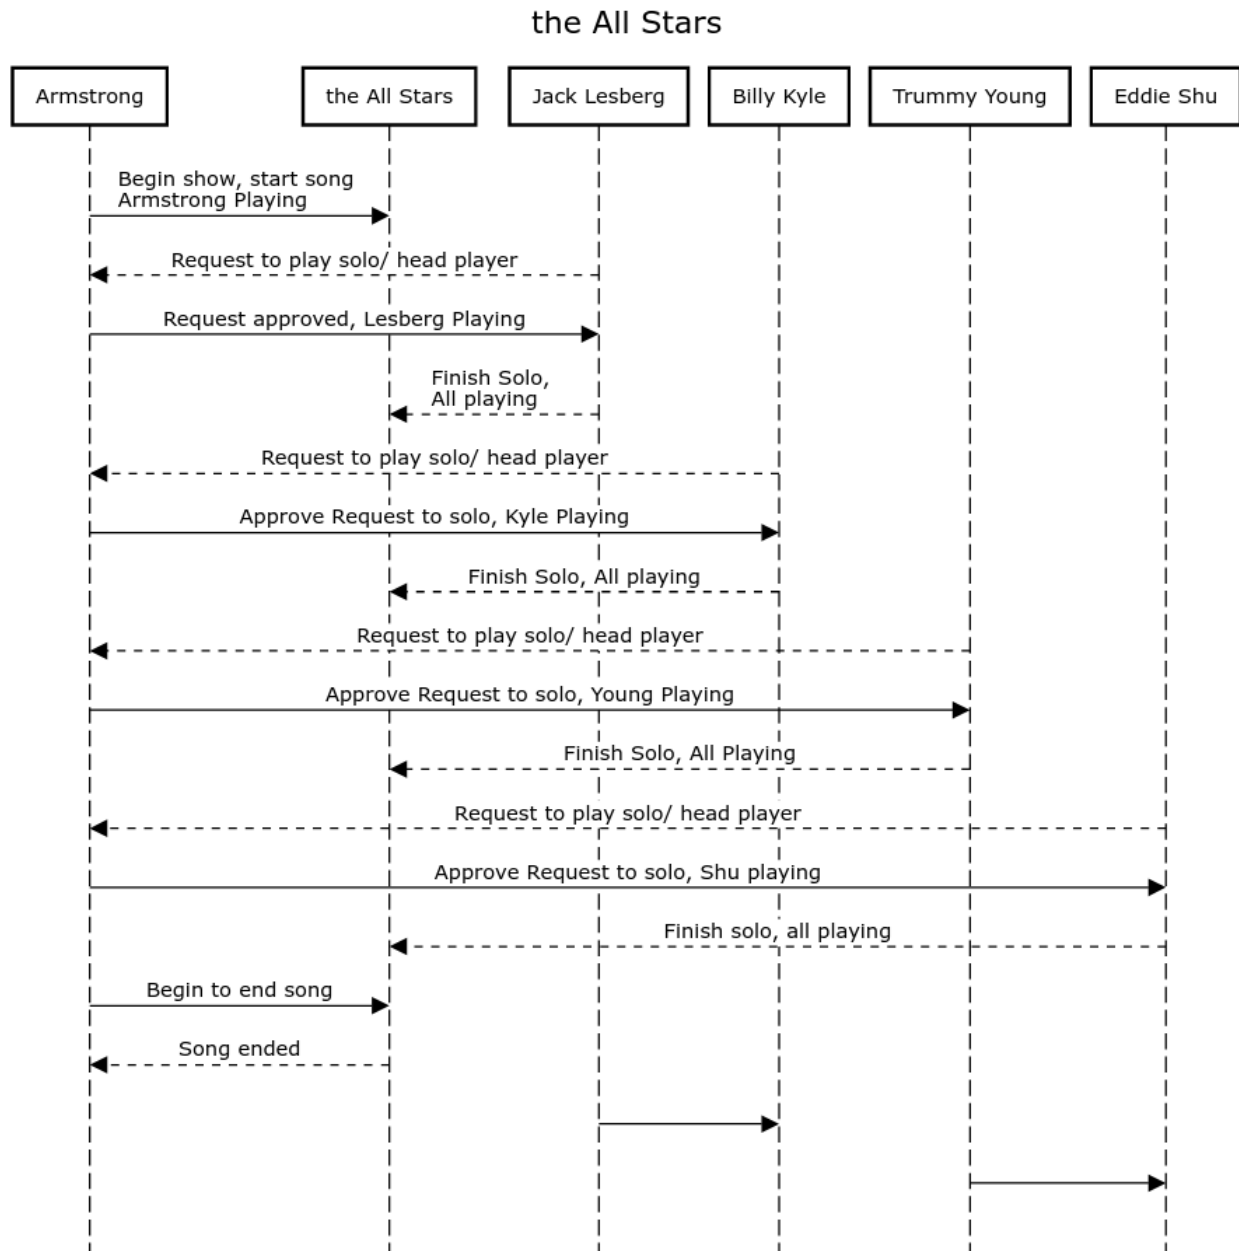 the All Stars
Armstrong
the All Stars
Jack Lesberg
Billy Kyle
Trummy Young
Eddie Shu
Begin show, start song
Armstrong Playing
Request to play solo/ head player
Request approved, Lesberg Playing
Finish Solo,
All playing
Request to play solo/ head player
Approve Request to solo, Kyle Playing
Finish Solo, All playing
Request to play solo/ head player
Approve Request to solo, Young Playing
Finish Solo, All Playing
Request to play solo/ head player
Approve Request to solo, Shu playing
Finish solo, all playing
Begin to end song
Song ended